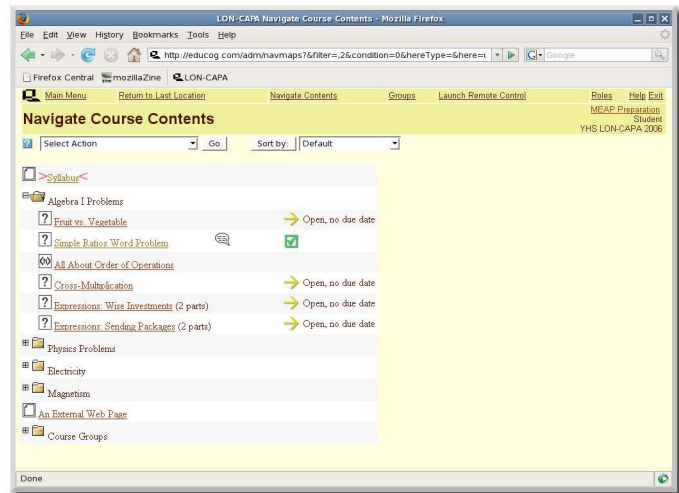 LON-CAPA Navigate Course Contents - Mozilla Firefox
File Edit View History Bookmarks Tools Help
http://educog.com/adm/navmaps?&filter=,2&condition=0&hereType=&here=u
Google
Firefox Central mozillaZine LON-CAPA
Main Menu Return to Last Location Navigate Contents Groups Launch Remote Control Roles Help Exit
Navigate Course Contents
MEAP Preparation
Student
YHS LON-CAPA 2006
Select Action Go Sort by: Default
>Syllabus<
Algebra I Problems
Fruit vs. Vegetable Open, no due date
Simple Ratios Word Problem
All About Order of Operations
Cross-Multiplication Open, no due date
Expressions: Wise Investments (2 parts) Open, no due date
Expressions: Sending Packages (2 parts) Open, no due date
Physics Problems
Electricity
Magnetism
An External Web Page
Course Groups
Done